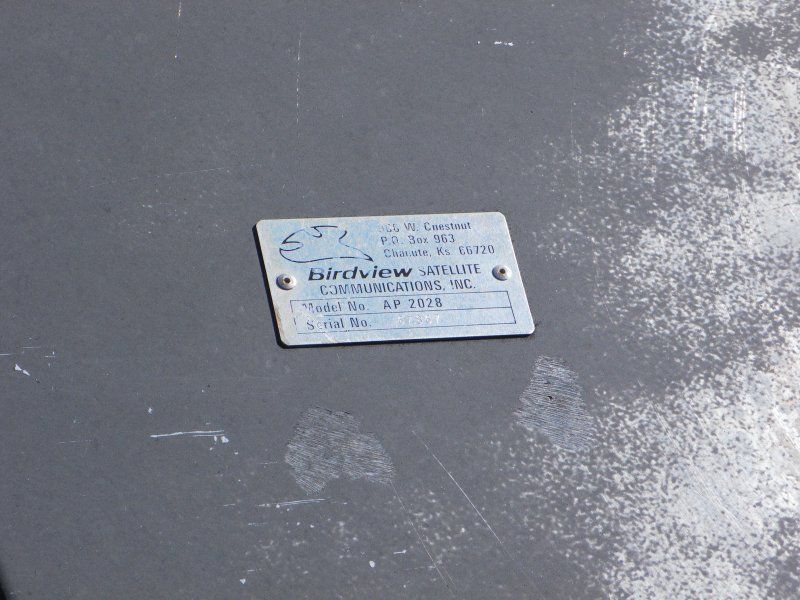 W. Chestnut
P.O. Box 963
Chanute, Ks. 66720
Birdview SATELLITE
COMMUNICATIONS, INC.
Model No. AP 2028
Serial No.